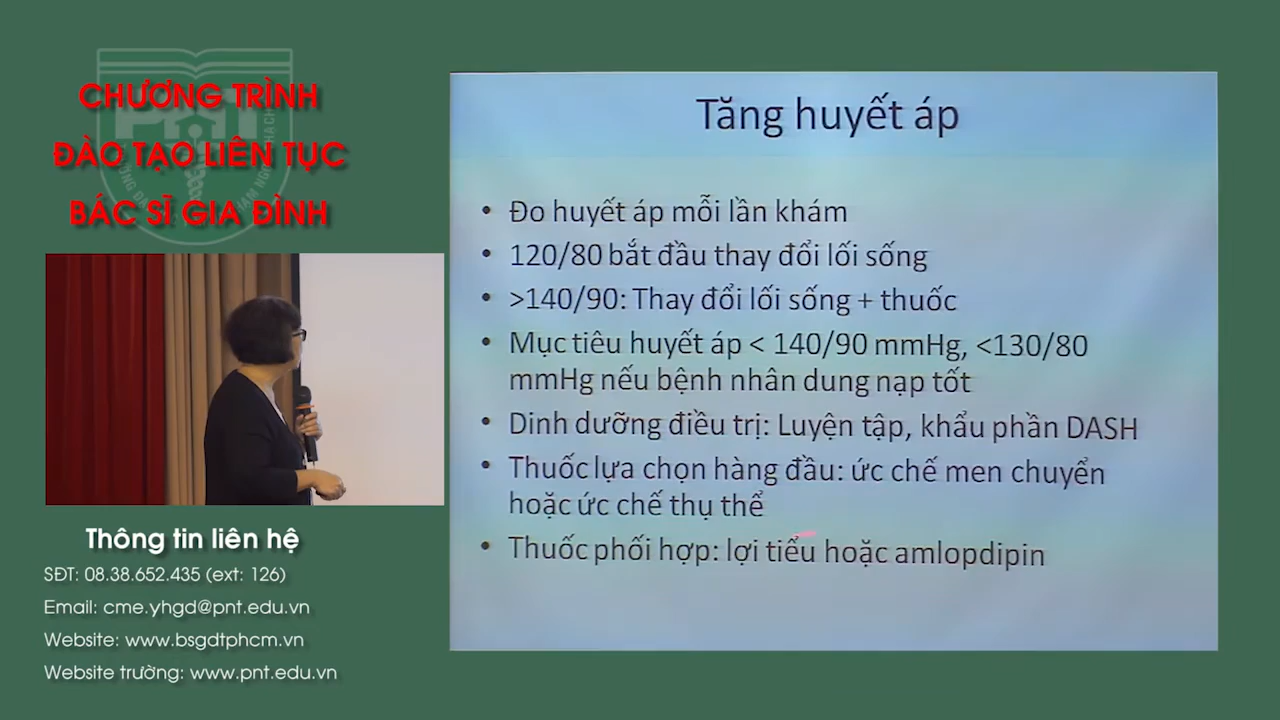 CHƯƠNG TRÌNH
ĐÀO TẠO LIÊN TỤC
BÁC SĨ GIA ĐÌNH
PNT
Thông tin liên hệ
SĐT: 08.38.652.435 (ext: 126)
Email: cme.yhgd@pnt.edu.vn
Website: www.bsgdtphcm.vn
Website trường: www.pnt.edu.vn
Tăng huyết áp
• Đo huyết áp mỗi lần khám
• 120/80 bắt đầu thay đổi lối sống
• >140/90: Thay đổi lối sống + thuốc
• Mục tiêu huyết áp < 140/90 mmHg, <130/80
mmHg nếu bệnh nhân dung nạp tốt
• Dinh dưỡng điều trị: Luyện tập, khẩu phần DASH
• Thuốc lựa chọn hàng đầu: ức chế men chuyển
hoặc ức chế thụ thể
• Thuốc phối hợp: lợi tiểu hoặc amlopdipin